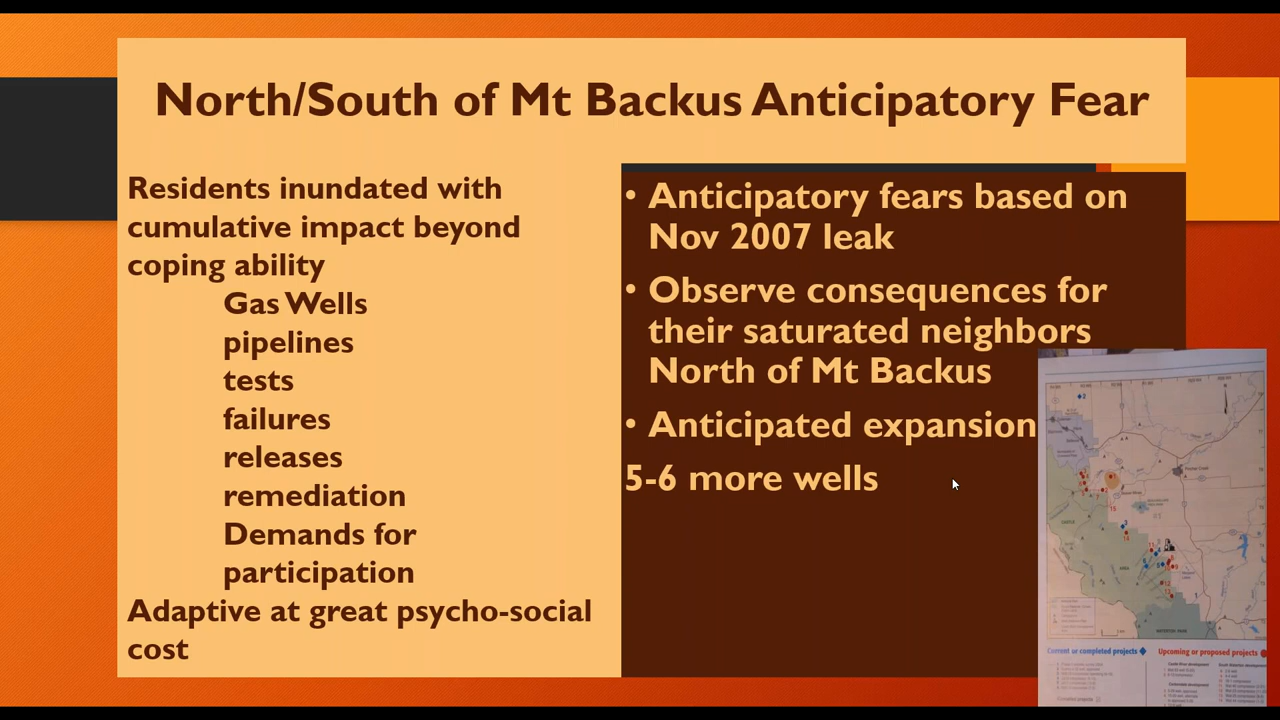 North/South of Mt Backus Anticipatory Fear
Residents inundated with
cumulative impact beyond
coping ability
Gas Wells
pipelines
tests
failures
releases
remediation
Demands for
participation
Adaptive at great psycho-social
cost
• Anticipatory fears based on
Nov 2007 leak
• Observe consequences for
their saturated neighbors
North of Mt Backus
• Anticipated expansion
5-6 more wells
WATERTON PARK
Current or completed projects
Upcoming or proposed projects